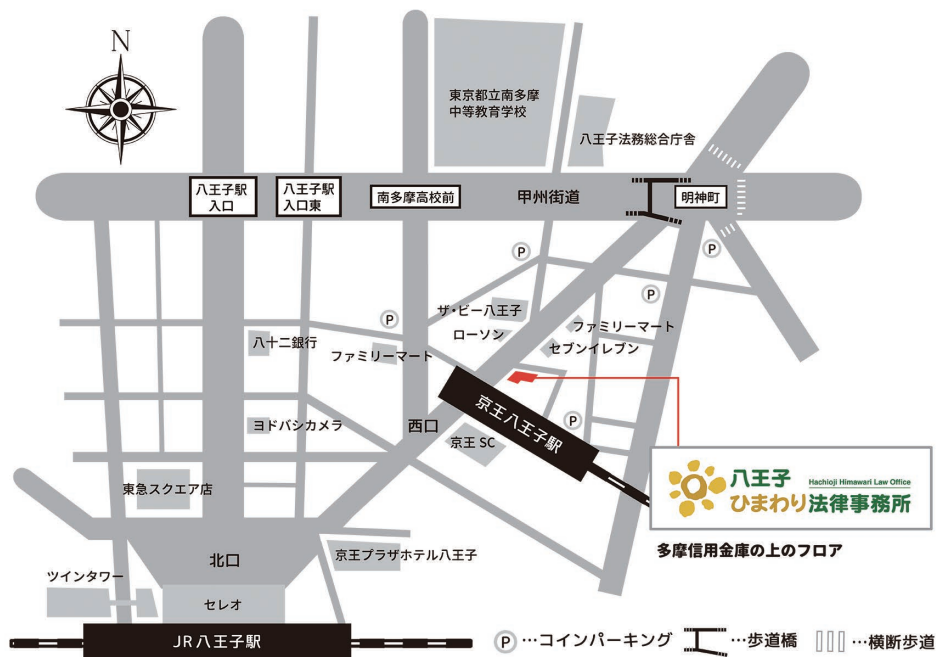 N
東京都立南多摩
中等教育学校
八王子法務総合庁舎
八王子駅
入口
八王子駅
入口東
南多摩高校前
甲州街道
明神町
P
P
P
P
ザ・ビー八王子
ローソン
ファミリーマート
セブンイレブン
八十二銀行
ファミリーマート
京王八王子駅
P
ヨドバシカメラ
西口
京王 SC
東急スクエア店
八王子
ひまわり法律事務所
Hachioji Himawari Law Office
多摩信用金庫の上のフロア
北口
京王プラザホテル八王子
ツインタワー
セレオ
JR 八王子駅
P …コインパーキング
…歩道橋
…横断歩道